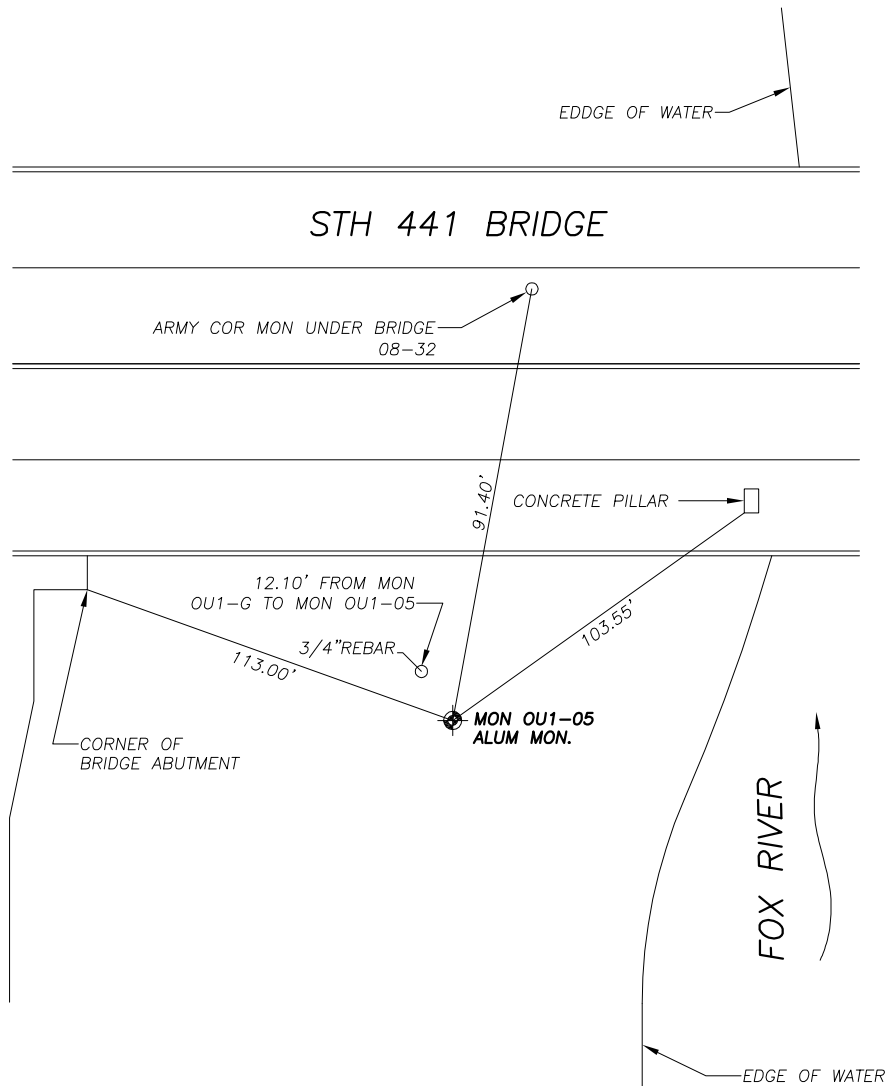 EDDGE OF WATER
STH 441 BRIDGE
ARMY COR MON UNDER BRIDGE
08-32
91.40'
CONCRETE PILLAR
12.10' FROM MON
OU1-G TO MON OU1-05
3/4"REBAR
103.55'
113.00'
MON OU1-05
ALUM MON.
CORNER OF
BRIDGE ABUTMENT
FOX RIVER
EDGE OF WATER